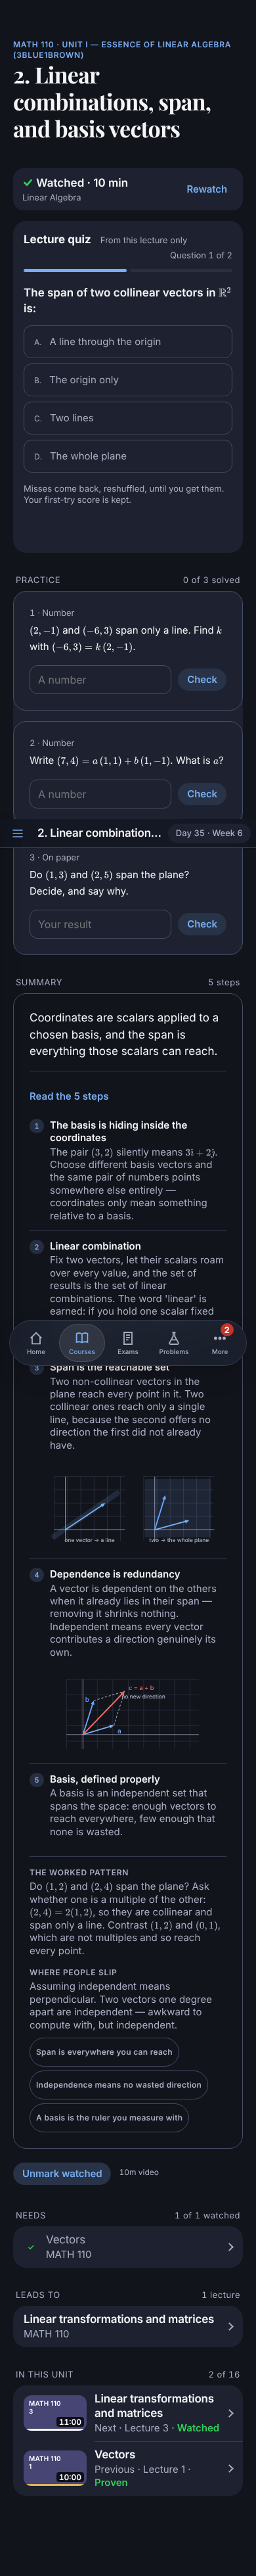 MATH 110 · UNIT I — ESSENCE OF LINEAR ALGEBRA
(3BLUE1BROWN)
2. Linear
combinations, span,
and basis vectors
✓ Watched · 10 min
Linear Algebra
Rewatch
Lecture quiz From this lecture only
Question 1 of 2
The span of two collinear vectors in ℝ²
is:
A. A line through the origin
B. The origin only
C. Two lines
D. The whole plane
Misses come back, reshuffled, until you get them.
Your first-try score is kept.
PRACTICE 0 of 3 solved
1 · Number
(2, −1) and (−6, 3) span only a line. Find k
with (−6, 3) = k (2, −1).
A number Check
2 · Number
Write (7, 4) = a (1, 1) + b (1, −1). What is a?
A number Check
2. Linear combination... Day 35 · Week 6
3 · On paper
Do (1, 3) and (2, 5) span the plane?
Decide, and say why.
Your result Check
SUMMARY 5 steps
Coordinates are scalars applied to a
chosen basis, and the span is
everything those scalars can reach.
Read the 5 steps
1 The basis is hiding inside the
coordinates
The pair (3, 2) silently means 3î + 2ĵ.
Choose different basis vectors and
the same pair of numbers points
somewhere else entirely —
coordinates only mean something
relative to a basis.
2 Linear combination
Fix two vectors, let their scalars roam
over every value, and the set of
results is the set of linear
combinations. The word 'linear' is
earned: if you hold one scalar fixed
Home Courses Exams Problems More 2
3 Span is the reachable set
Two non-collinear vectors in the
plane reach every point in it. Two
collinear ones reach only a single
line, because the second offers no
direction the first did not already
have.
one vector → a line
two → the whole plane
4 Dependence is redundancy
A vector is dependent on the others
when it already lies in their span —
removing it shrinks nothing.
Independent means every vector
contributes a direction genuinely its
own.
c = a + b
no new direction
b
a
5 Basis, defined properly
A basis is an independent set that
spans the space: enough vectors to
reach everywhere, few enough that
none is wasted.
THE WORKED PATTERN
Do (1, 2) and (2, 4) span the plane? Ask
whether one is a multiple of the other:
(2, 4) = 2(1, 2), so they are collinear and
span only a line. Contrast (1, 2) and (0, 1),
which are not multiples and so reach
every point.
WHERE PEOPLE SLIP
Assuming independent means
perpendicular. Two vectors one degree
apart are independent — awkward to
compute with, but independent.
Span is everywhere you can reach
Independence means no wasted direction
A basis is the ruler you measure with
Unmark watched 10m video
NEEDS 1 of 1 watched
✓ Vectors
MATH 110
LEADS TO 1 lecture
Linear transformations and matrices
MATH 110
IN THIS UNIT 2 of 16
MATH 110
3
11:00
Linear transformations
and matrices
Next · Lecture 3 · Watched
MATH 110
1
10:00
Vectors
Previous · Lecture 1 ·
Proven